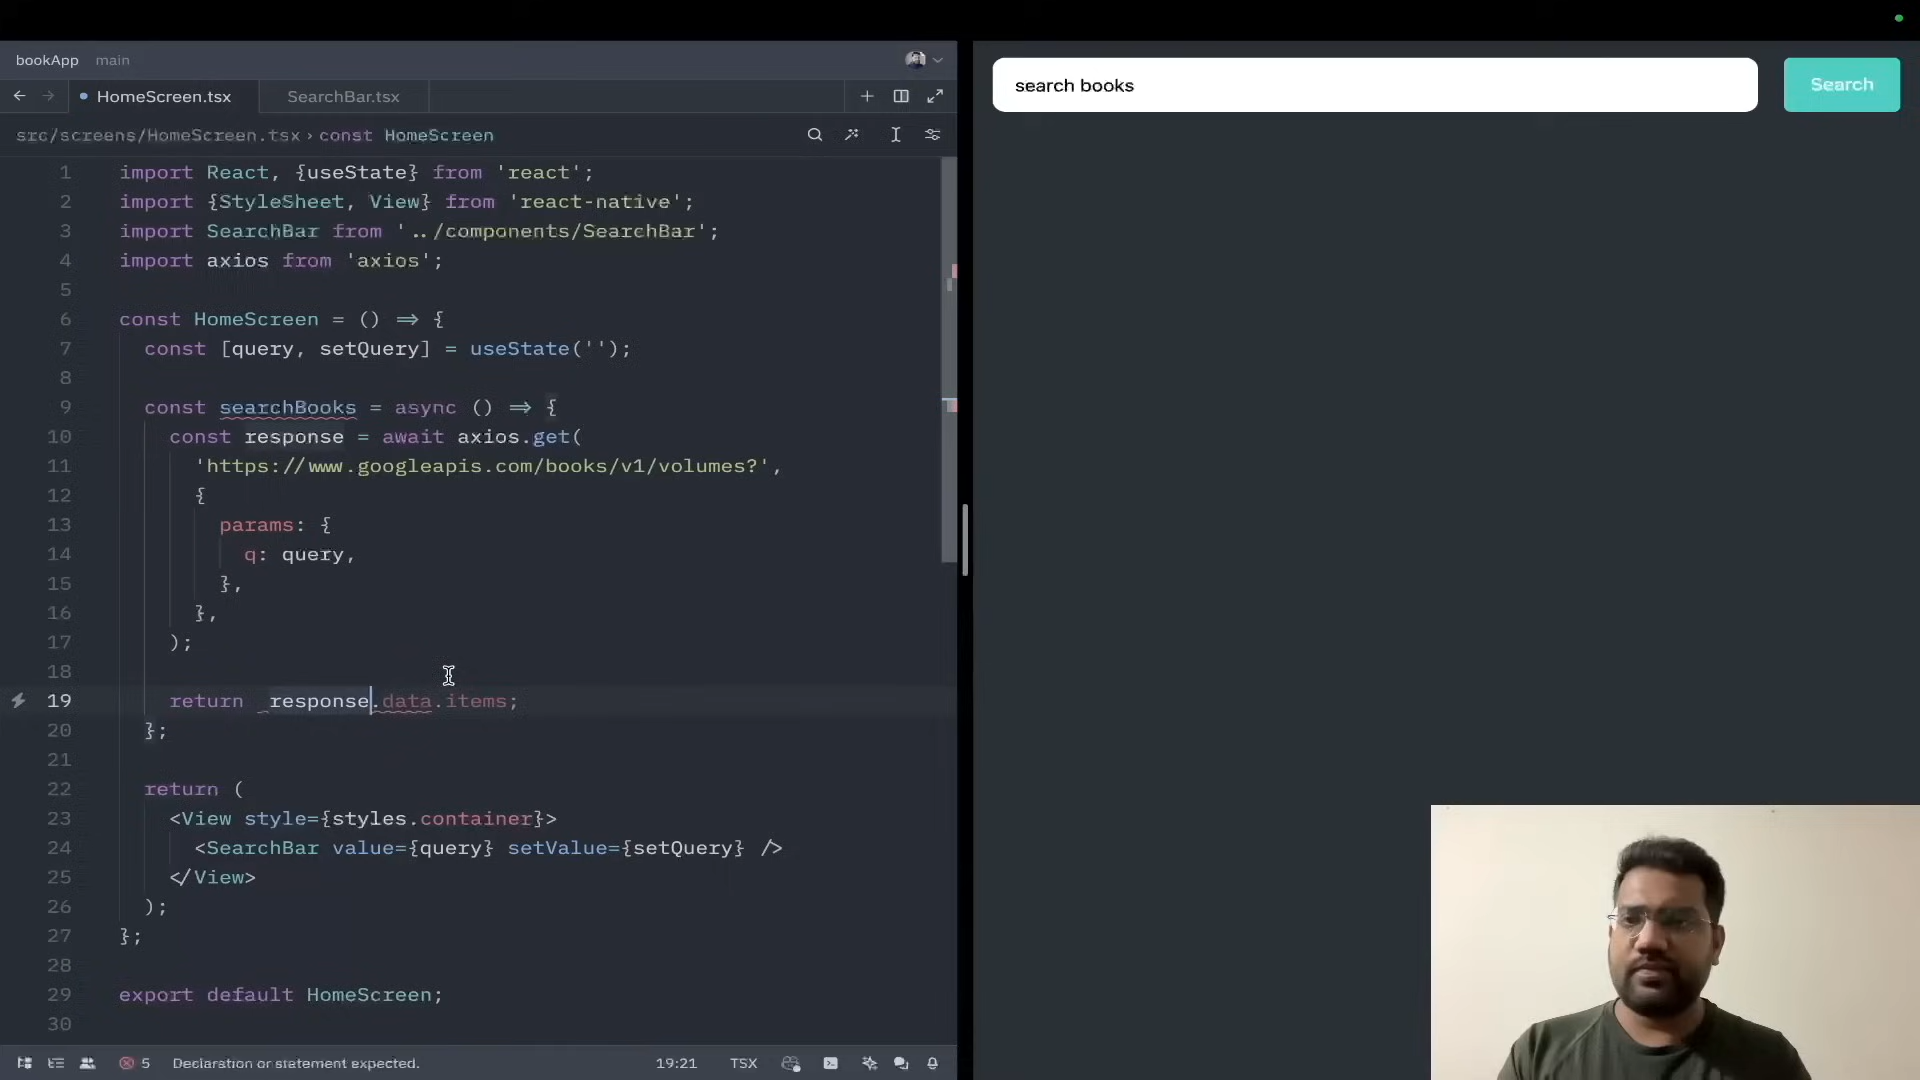 bookApp main
HomeScreen.tsx SearchBar.tsx
src/screens/HomeScreen.tsx › const HomeScreen
1 import React, {useState} from 'react';
2 import {StyleSheet, View} from 'react-native';
3 import SearchBar from '../components/SearchBar';
4 import axios from 'axios';
5
6 const HomeScreen = () => {
7 const [query, setQuery] = useState('');
8
9 const searchBooks = async () => {
10 const response = await axios.get(
11 'https://www.googleapis.com/books/v1/volumes?',
12 {
13 params: {
14 q: query,
15 },
16 },
17 );
18
19 return response.data.items;
20 };
21
22 return (
23 <View style={styles.container}>
24 <SearchBar value={query} setValue={setQuery} />
25 </View>
26 );
27 };
28
29 export default HomeScreen;
30
5 Declaration or statement expected. 19:21 TSX
search books
Search